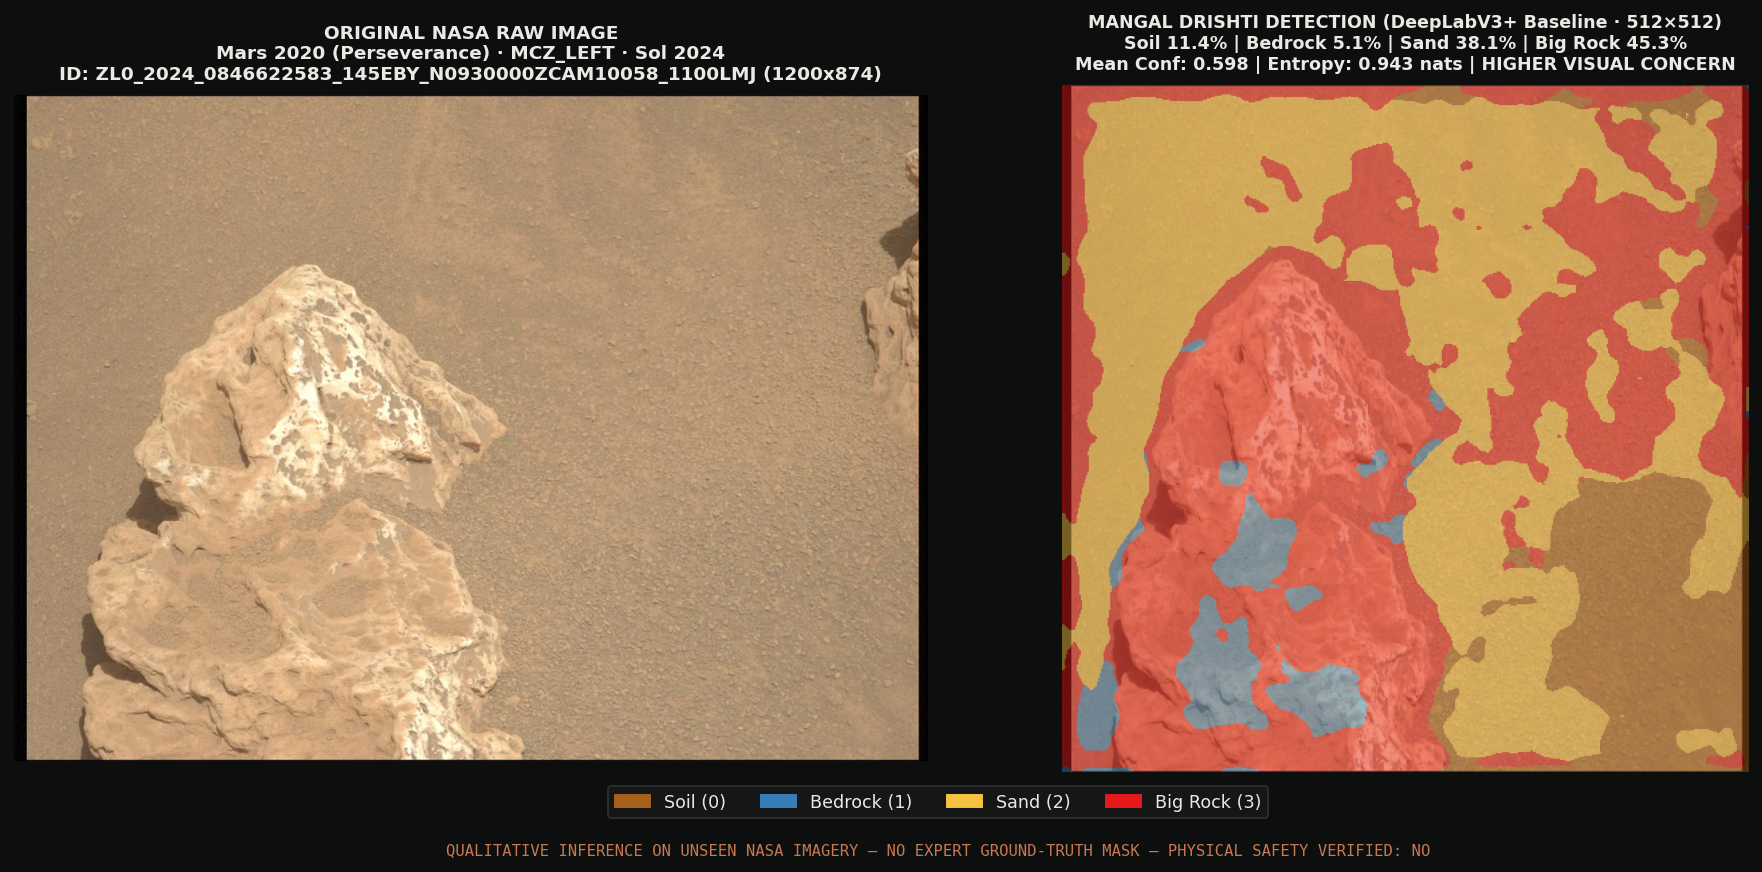 ORIGINAL NASA RAW IMAGE
Mars 2020 (Perseverance) · MCZ_LEFT · Sol 2024
ID: ZL0_2024_0846622583_145EBY_N0930000ZCAM10058_1100LMJ (1200x874)
MANGAL DRISHTI DETECTION (DeepLabV3+ Baseline · 512×512)
Soil 11.4% | Bedrock 5.1% | Sand 38.1% | Big Rock 45.3%
Mean Conf: 0.598 | Entropy: 0.943 nats | HIGHER VISUAL CONCERN
Soil (0)
Bedrock (1)
Sand (2)
Big Rock (3)
QUALITATIVE INFERENCE ON UNSEEN NASA IMAGERY — NO EXPERT GROUND-TRUTH MASK — PHYSICAL SAFETY VERIFIED: NO